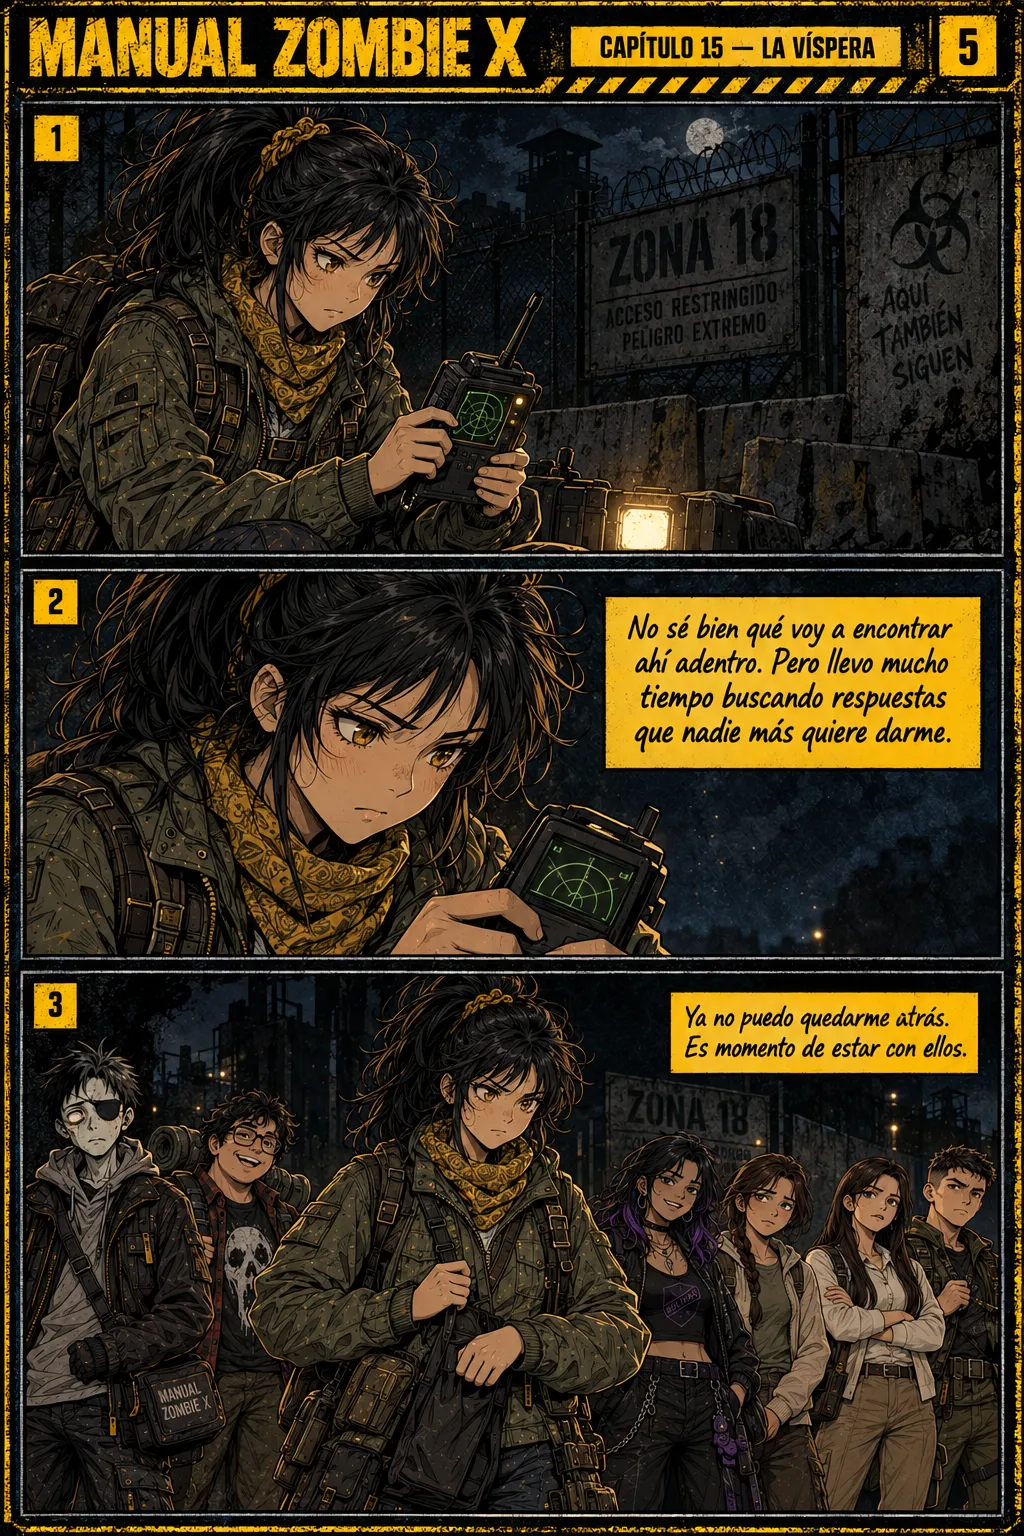 MANUAL ZOMBIE X
CAPÍTULO 15 — LA VÍSPERA
5
1
ZONA 18
ACCESO RESTRINGIDO
PELIGRO EXTREMO
AQUÍ
TAMBIÉN
SIGUEN
2
No sé bien qué voy a encontrar
ahí adentro. Pero llevo mucho
tiempo buscando respuestas
que nadie más quiere darme.
3
Ya no puedo quedarme atrás.
Es momento de estar con ellos.
ZONA 18
MANUAL
ZOMBIE X